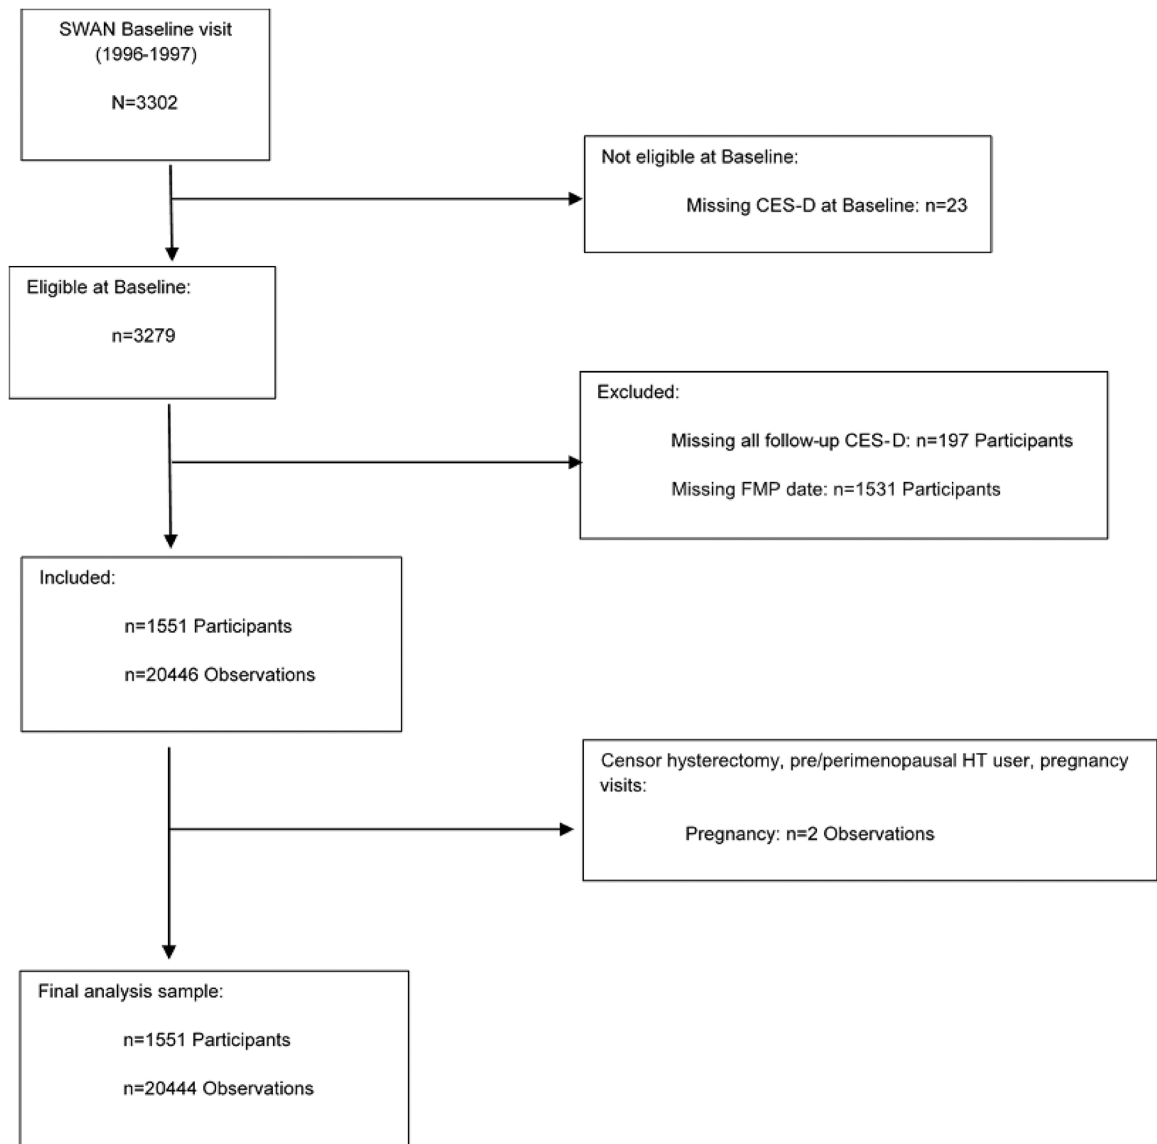 SWAN Baseline visit
(1996-1997)
N=3302
Not eligible at Baseline:
Missing CES-D at Baseline: n=23
Eligible at Baseline:
n=3279
Excluded:
Missing all follow-up CES-D: n=197 Participants
Missing FMP date: n=1531 Participants
Included:
n=1551 Participants
n=20446 Observations
Censor hysterectomy, pre/perimenopausal HT user, pregnancy
visits:
Pregnancy: n=2 Observations
Final analysis sample:
n=1551 Participants
n=20444 Observations